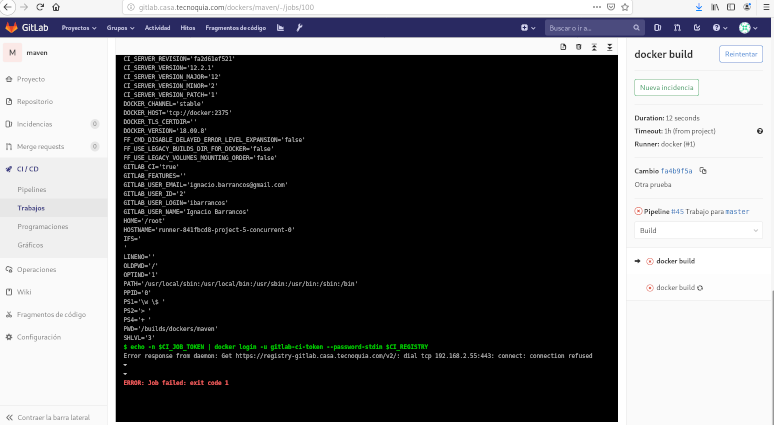 gitlab.casa.tecnoquia.com/dockers/maven/-/jobs/100
GitLab Proyectos Grupos Actividad Hitos Fragmentos de código Buscar o ir a...
M maven
Proyecto
Repositorio
Incidencias 0
Merge requests 0
CI / CD
Pipelines
Trabajos
Programaciones
Gráficos
Operaciones
Wiki
Fragmentos de código
Configuración
Contraer la barra lateral
CI_SERVER_REVISION='fa2d61ef521'
CI_SERVER_VERSION='12.2.1'
CI_SERVER_VERSION_MAJOR='12'
CI_SERVER_VERSION_MINOR='2'
CI_SERVER_VERSION_PATCH='1'
DOCKER_CHANNEL='stable'
DOCKER_HOST='tcp://docker:2375'
DOCKER_TLS_CERTDIR=''
DOCKER_VERSION='18.09.8'
FF_CMD_DISABLE_DELAYED_ERROR_LEVEL_EXPANSION='false'
FF_USE_LEGACY_BUILDS_DIR_FOR_DOCKER='false'
FF_USE_LEGACY_VOLUMES_MOUNTING_ORDER='false'
GITLAB_CI='true'
GITLAB_FEATURES=''
GITLAB_USER_EMAIL='ignacio.barrancos@gmail.com'
GITLAB_USER_ID='2'
GITLAB_USER_LOGIN='ibarrancos'
GITLAB_USER_NAME='Ignacio Barrancos'
HOME='/root'
HOSTNAME='runner-841fbcd8-project-5-concurrent-0'
IFS='
'
LINENO=''
OLDPWD='/'
OPTIND='1'
PATH='/usr/local/sbin:/usr/local/bin:/usr/sbin:/usr/bin:/sbin:/bin'
PPID='0'
PS1='\w \$ '
PS2='> '
PS4='+ '
PWD='/builds/dockers/maven'
SHLVL='3'
$ echo -n $CI_JOB_TOKEN | docker login -u gitlab-ci-token --password-stdin $CI_REGISTRY
Error response from daemon: Get https://registry-gitlab.casa.tecnoquia.com/v2/: dial tcp 192.168.2.55:443: connect: connection refused
ERROR: Job failed: exit code 1
docker build
Reintentar
Nueva incidencia
Duration: 12 seconds
Timeout: 1h (from project)
Runner: docker (#1)
Cambio fa4b9f5a
Otra prueba
Pipeline #45 Trabajo para master
Build
docker build
docker build